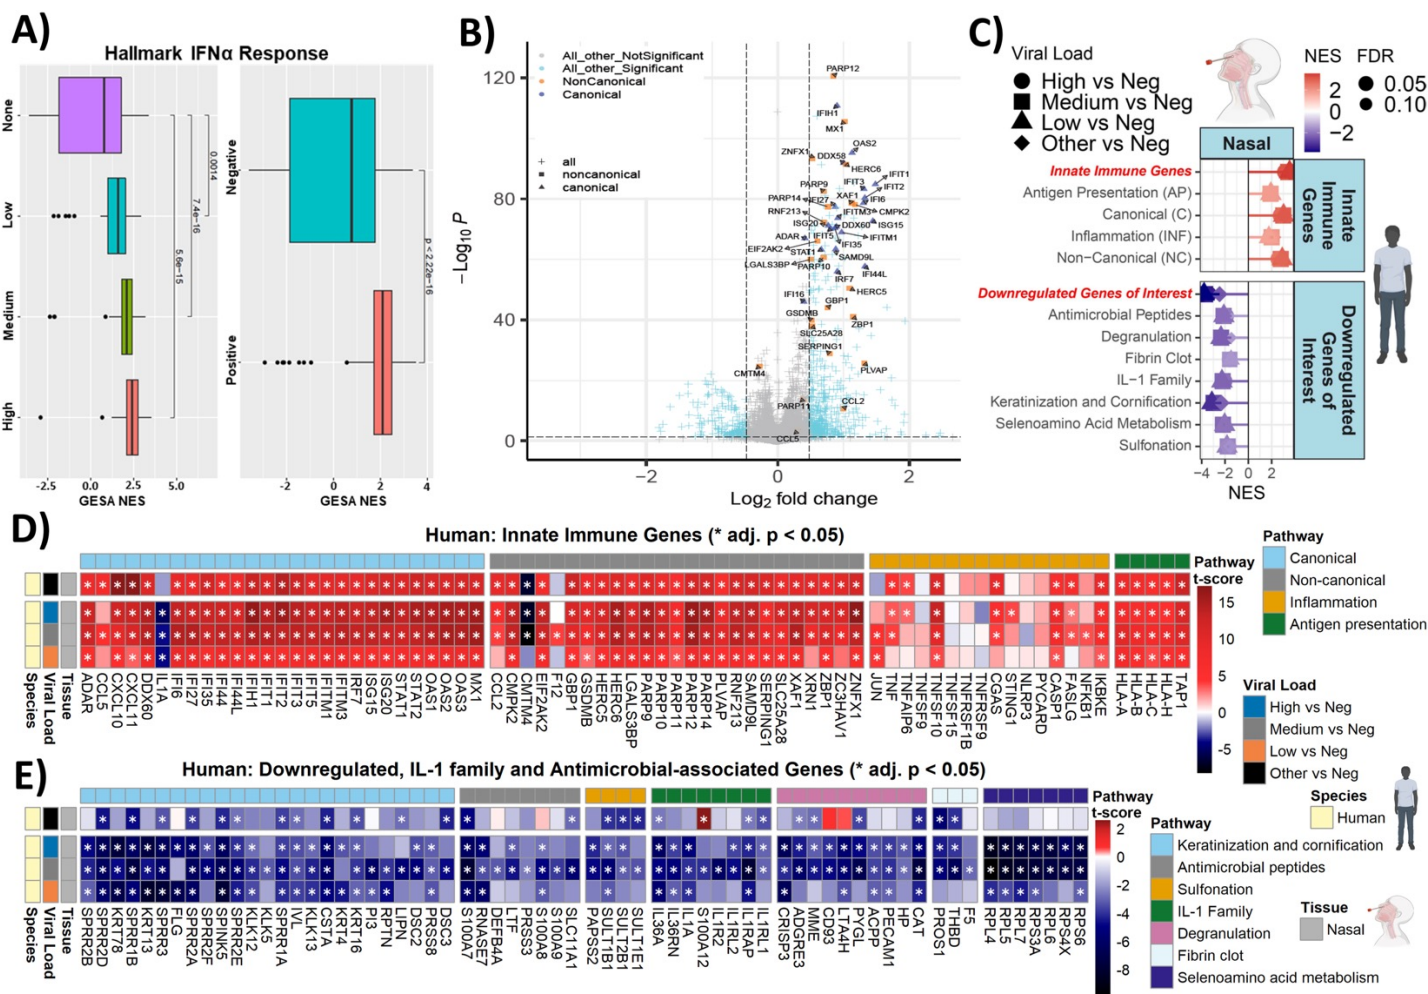 A)
Hallmark IFNα Response
None
Low
Medium
High
0.0014
7.4e-16
5.6e-15
-2.5
0.0
2.5
5.0
GESA NES
Negative
Positive
p < 2.22e-16
-2
0
2
4
GESA NES
B)
All_other_NotSignificant
All_other_Significant
NonCanonical
Canonical
all
noncanonical
canonical
−Log10 P
120
80
40
0
−2
0
2
Log2 fold change
PARP12
IFIH1
MX1
OAS2
ZNFX1
DDX58
HERC6
IFIT1
IFIT3
IFIT2
PARP9
XAF1
PARP14
IFI27
IFI6
RNF213
IFITM3
CMPK2
ISG20
DDX60
ISG15
ADAR
IFIT5
IFITM1
EIF2AK2
STAT1
IFI35
SAMD9L
LGALS3BP
PARP10
IFI44L
IRF7
IFI16
HERC5
GBP1
GSDMB
ZBP1
SLC25A28
SERPING1
CMTM4
PLVAP
PARP11
CCL2
CCL5
C)
Viral Load
High vs Neg
Medium vs Neg
Low vs Neg
Other vs Neg
NES
2
0
−2
FDR
0.05
0.10
Nasal
Innate Immune Genes
Antigen Presentation (AP)
Canonical (C)
Inflammation (INF)
Non−Canonical (NC)
Innate Immune Genes
Downregulated Genes of Interest
Antimicrobial Peptides
Degranulation
Fibrin Clot
IL−1 Family
Keratinization and Cornification
Selenoamino Acid Metabolism
Sulfonation
Downregulated Genes of Interest
−4
−2
0
2
NES
D)
Human: Innate Immune Genes (* adj. p < 0.05)
Species
Viral Load
Tissue
ADAR
CCL5
CXCL10
CXCL11
DDX60
IL1A
IFI6
IFI27
IFI35
IFI44
IFI44L
IFIH1
IFIT1
IFIT2
IFIT3
IFIT5
IFITM1
IFITM3
IRF7
ISG15
ISG20
STAT1
STAT2
OAS1
OAS2
OAS3
MX1
CCL2
CMPK2
CMTM4
EIF2AK2
F12
GBP1
GSDMB
HERC5
HERC6
LGALS3BP
PARP9
PARP10
PARP11
PARP12
PARP14
PLVAP
RNF213
SAMD9L
SERPING1
SLC25A28
XAF1
XRN1
ZBP1
ZC3HAV1
ZNFX1
JUN
TNF
TNFAIP6
TNFSF9
TNFSF10
TNFSF15
TNFRSF1B
TNFRSF9
CGAS
STING1
NLRP3
PYCARD
CASP1
FASLG
NFKB1
IKBKE
HLA-A
HLA-B
HLA-C
HLA-H
TAP1
Pathway
t-score
15
10
5
0
-5
Pathway
Canonical
Non-canonical
Inflammation
Antigen presentation
Viral Load
High vs Neg
Medium vs Neg
Low vs Neg
Other vs Neg
Species
Human
E)
Human: Downregulated, IL-1 family and Antimicrobial-associated Genes (* adj. p < 0.05)
Species
Viral Load
Tissue
SPRR2B
SPRR2D
KRT78
SPRR1B
KRT13
SPRR3
FLG
SPRR2A
SPRR2F
SPINK5
SPRR2E
KLK12
KLK5
SPRR1A
IVL
KLK13
CSTA
KRT4
KRT16
PI3
RPTN
LIPN
DSC2
PRSS8
DSC3
S100A7
RNASE7
DEFB4A
LTF
PRSS3
S100A8
S100A9
SLC11A1
PAPSS2
SULT1B1
SULT2B1
SULT1E1
IL36A
IL36RN
IL1A
S100A12
IL1R2
IL1RL2
IL1RAP
IL1RL1
CRISP3
ADGRE3
MME
CD93
LTA4H
PYGL
ACPP
PECAM1
HP
CAT
PROS1
THBD
F5
RPL4
RPL5
RPL7
RPS3A
RPL6
RPS4X
RPS6
Pathway
t-score
2
0
-2
-4
-6
-8
Pathway
Keratinization and cornification
Antimicrobial peptides
Sulfonation
IL-1 Family
Degranulation
Fibrin clot
Selenoamino acid metabolism
Tissue
Nasal